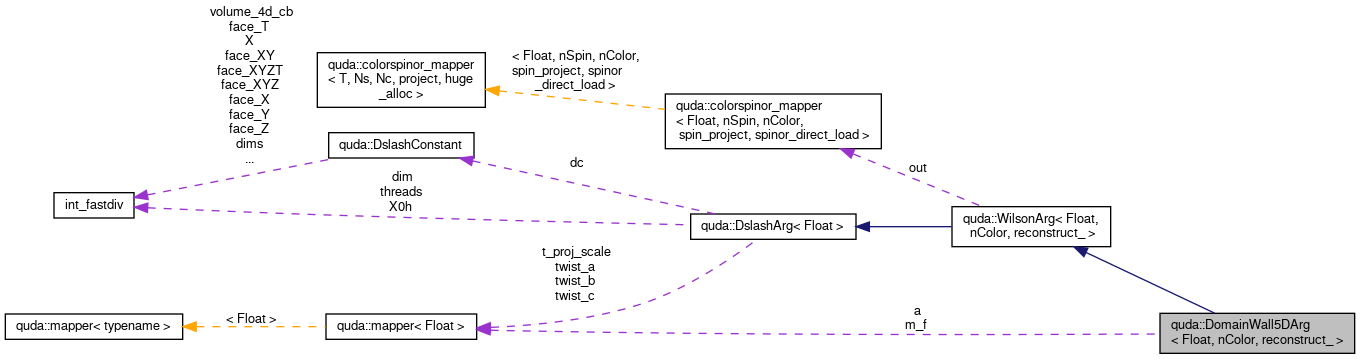 volume_4d_cb
face_T
X
face_XY
face_XYZT
face_XYZ
face_X
face_Y
face_Z
dims
...
quda::colorspinor_mapper
< T, Ns, Nc, project, huge
_alloc >
< Float, nSpin, nColor,
spin_project, spinor
_direct_load >
quda::colorspinor_mapper
< Float, nSpin, nColor,
spin_project, spinor_direct_load >
quda::DslashConstant
dc
out
dim
threads
X0h
int_fastdiv
quda::DslashArg< Float >
quda::WilsonArg< Float,
nColor, reconstruct_ >
t_proj_scale
twist_a
twist_b
twist_c
quda::mapper< typename >
< Float >
quda::mapper< Float >
a
m_f
quda::DomainWall5DArg
< Float, nColor, reconstruct_ >